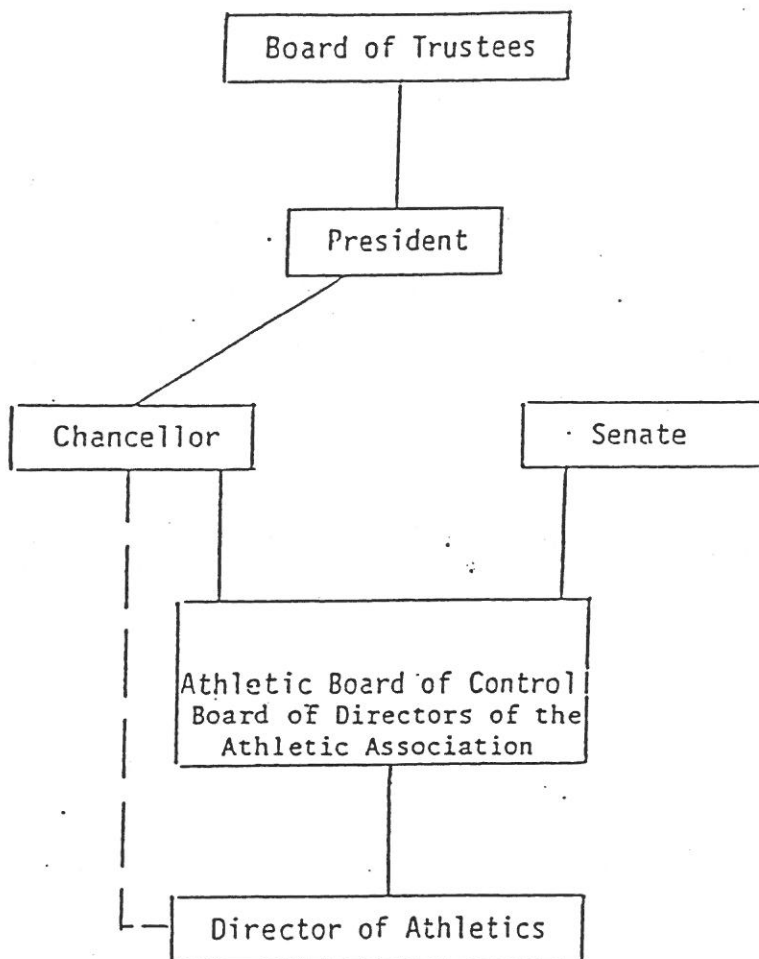 Board of Trustees
President
Chancellor
Senate
Athletic Board of Control
Board of Directors of the
Athletic Association
Director of Athletics